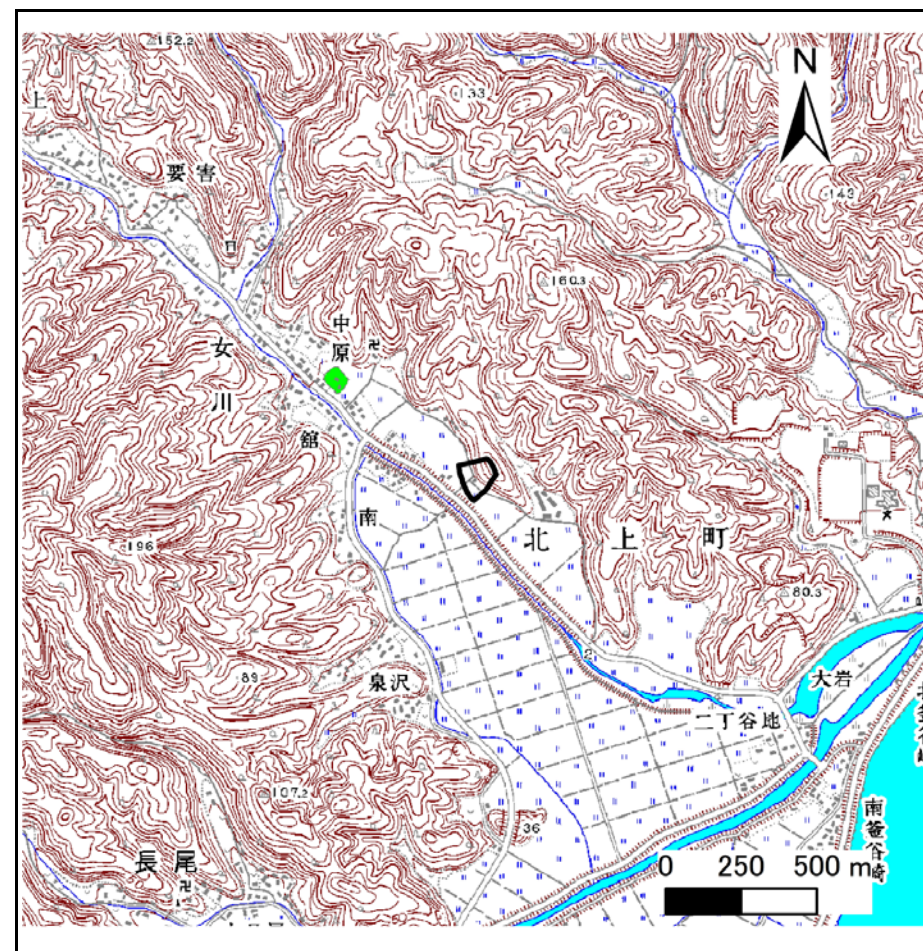 152.2
133
N
上
要害
143
160.3
中原
女川
舘
南
北上町
196
80.3
2
大岩
89
泉沢
二丁谷地
107.2
36
南釜谷崎
長尾
0 250 500 m